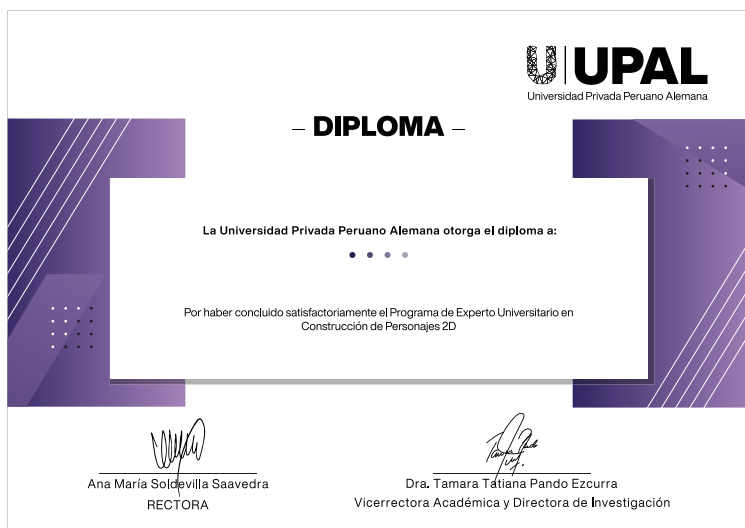 UPAL
Universidad Privada Peruano Alemana
– DIPLOMA –
La Universidad Privada Peruano Alemana otorga el diploma a:
Por haber concluido satisfactoriamente el Programa de Experto Universitario en
Construcción de Personajes 2D
Ana María Soldevilla Saavedra
RECTORA
Dra. Tamara Tatiana Pando Ezcurra
Vicerrectora Académica y Directora de Investigación